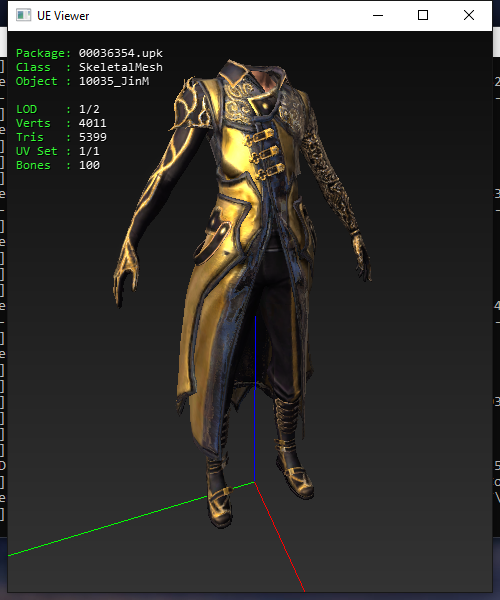 UE Viewer
Package: 00036354.upk
Class : SkeletalMesh
Object : 10035_JinM
LOD : 1/2
Verts : 4011
Tris : 5399
UV Set : 1/1
Bones : 100